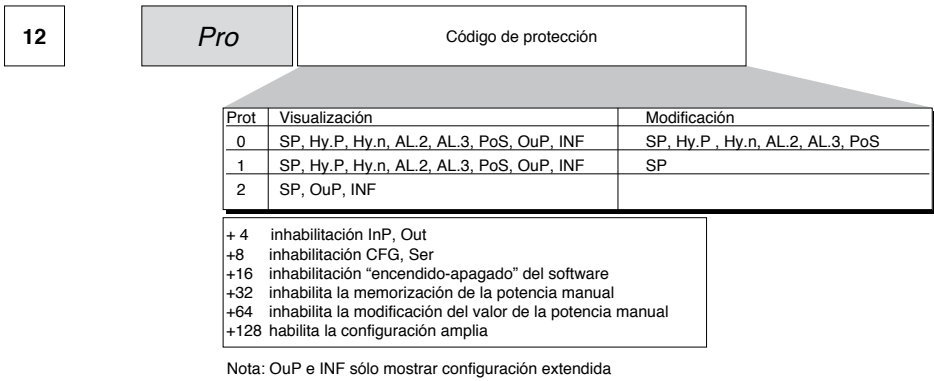 12 Pro Código de protección
Prot Visualización Modificación
0 SP, Hy.P, Hy.n, AL.2, AL.3, PoS, OuP, INF SP, Hy.P , Hy.n, AL.2, AL.3, PoS
1 SP, Hy.P, Hy.n, AL.2, AL.3, PoS, OuP, INF SP
2 SP, OuP, INF
+ 4 inhabilitación InP, Out
+8 inhabilitación CFG, Ser
+16 inhabilitación “encendido-apagado” del software
+32 inhabilita la memorización de la potencia manual
+64 inhabilita la modificación del valor de la potencia manual
+128 habilita la configuración amplia
Nota: OuP e INF sólo mostrar configuración extendida